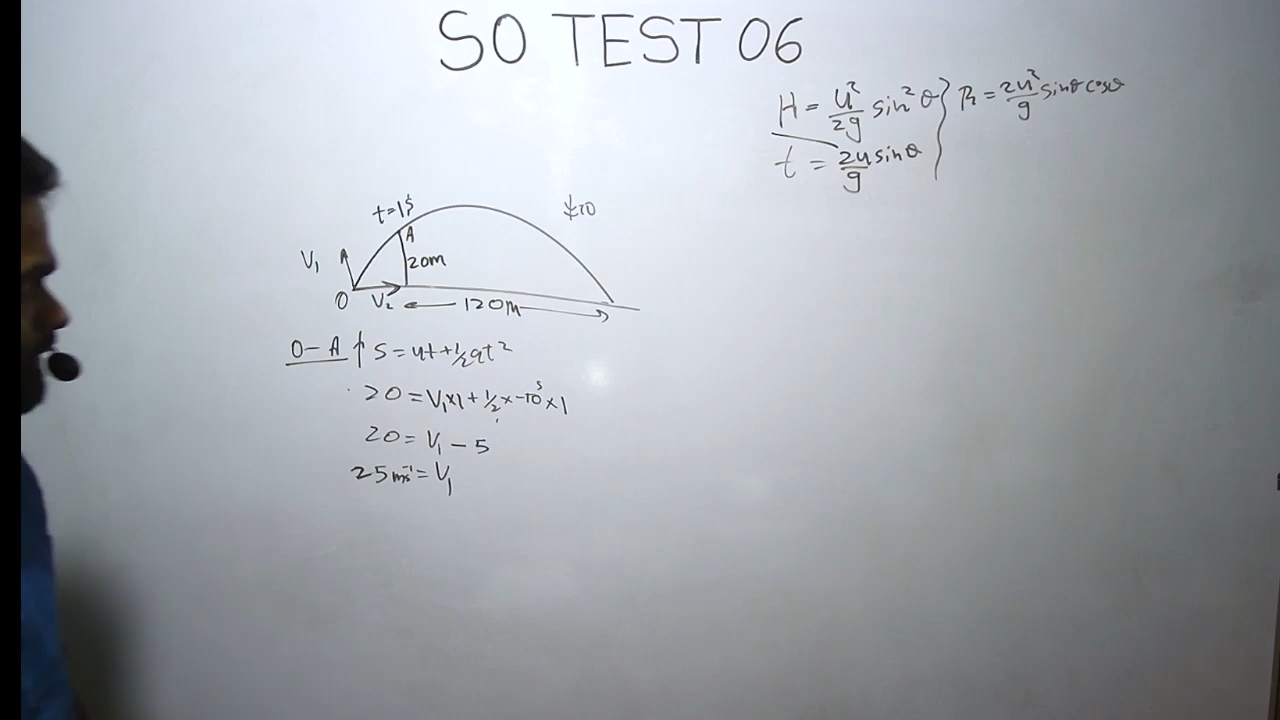 SO TEST 06
H = u²/2g sin²θ } R = 2u²/g sinθ cosθ
t = 2u sinθ/g
t=1s
A
20m
V₁
O V₂ 120m
O-A ↑ S = ut + ½at²
20 = V₁×1 + ½×-10×1
5
20 = V₁ - 5
25ms⁻¹ = V₁